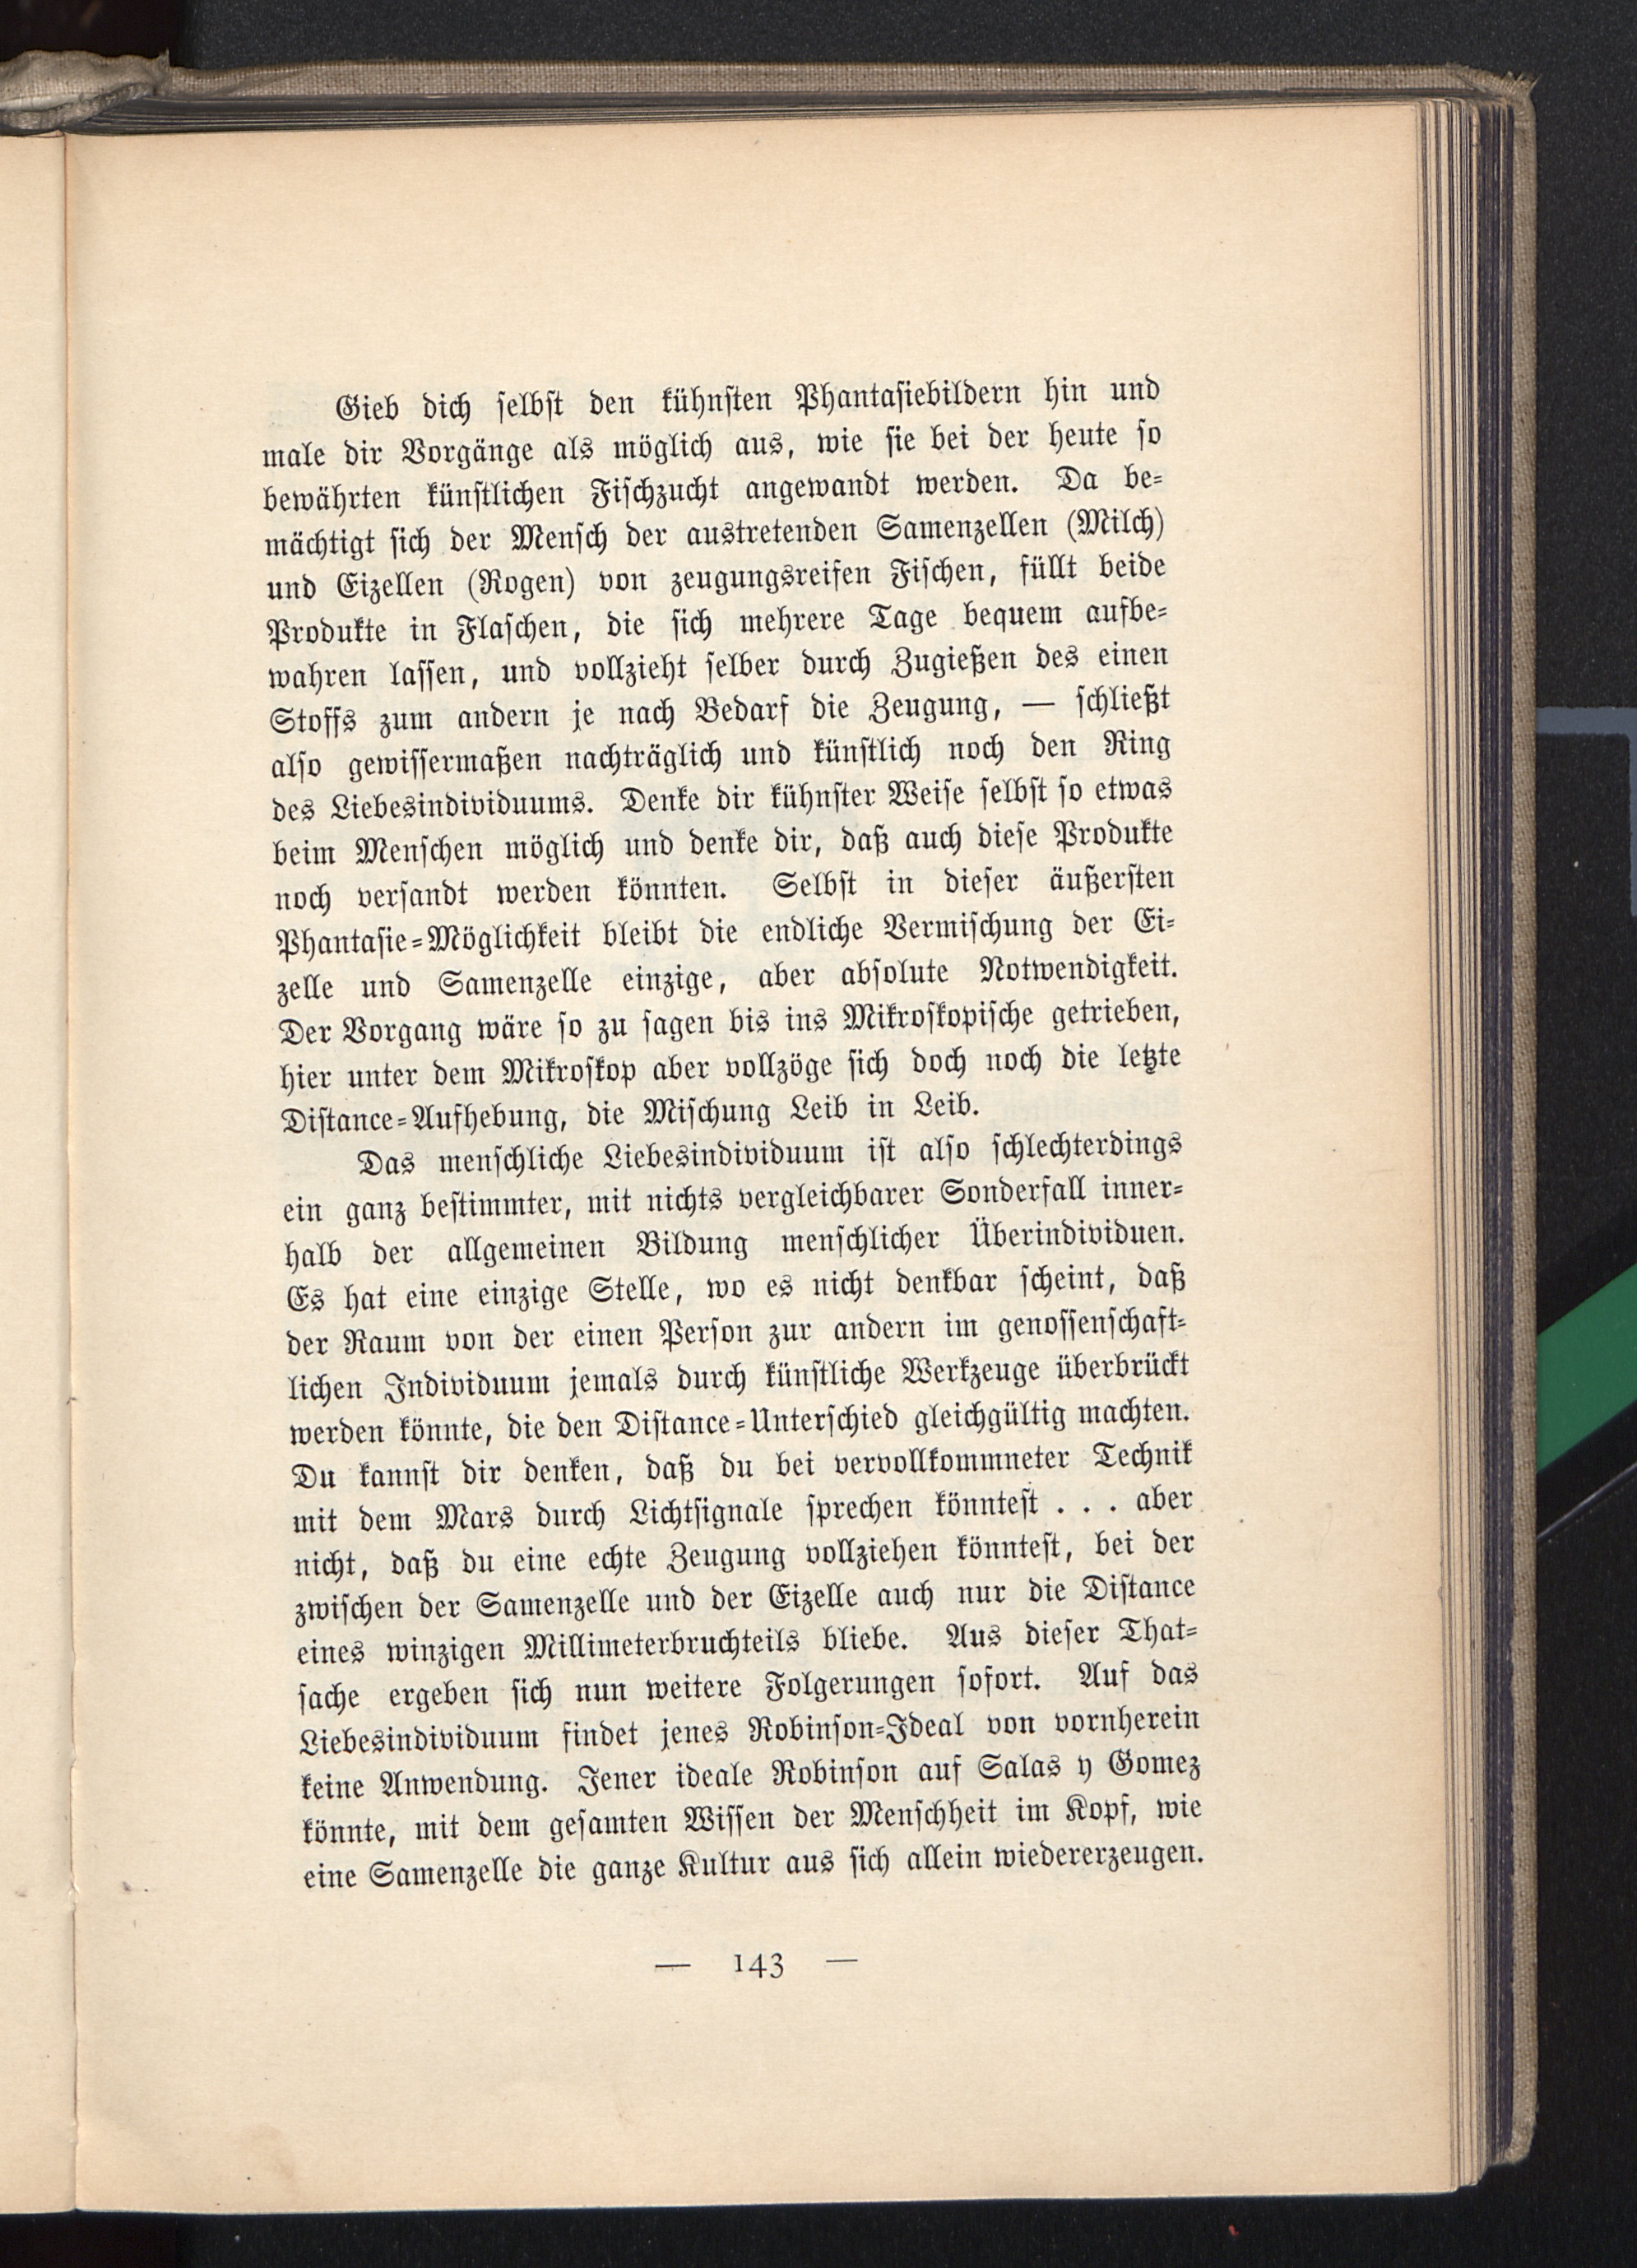 Gieb dich selbst den kühnsten Phantasiebildern hin und
male dir Vorgänge als möglich aus, wie sie bei der heute so
bewährten künstlichen Fischzucht angewandt werden. Da be-
mächtigt sich der Mensch der austretenden Samenzellen (Milch)
und Eizellen (Rogen) von zeugungsreifen Fischen, füllt beide
Produkte in Flaschen, die sich mehrere Tage bequem aufbe-
wahren lassen, und vollzieht selber durch Zugießen des einen
Stoffs zum andern je nach Bedarf die Zeugung, — schließt
also gewissermaßen nachträglich und künstlich noch den Ring
des Liebesindividuums. Denke dir kühnster Weise selbst so etwas
beim Menschen möglich und denke dir, daß auch diese Produkte
noch versandt werden könnten. Selbst in dieser äußersten
Phantasie-Möglichkeit bleibt die endliche Vermischung der Ei-
zelle und Samenzelle einzige, aber absolute Notwendigkeit.
Der Vorgang wäre so zu sagen bis ins Mikroskopische getrieben,
hier unter dem Mikroskop aber vollzöge sich doch noch die letzte
Distance-Aufhebung, die Mischung Leib in Leib.
Das menschliche Liebesindividuum ist also schlechterdings
ein ganz bestimmter, mit nichts vergleichbarer Sonderfall inner-
halb der allgemeinen Bildung menschlicher Überindividuen.
Es hat eine einzige Stelle, wo es nicht denkbar scheint, daß
der Raum von der einen Person zur andern im genossenschaft-
lichen Individuum jemals durch künstliche Werkzeuge überbrückt
werden könnte, die den Distance-Unterschied gleichgültig machten.
Du kannst dir denken, daß du bei vervollkommneter Technik
mit dem Mars durch Lichtsignale sprechen könntest . . . aber
nicht, daß du eine echte Zeugung vollziehen könntest, bei der
zwischen der Samenzelle und der Eizelle auch nur die Distance
eines winzigen Millimeterbruchteils bliebe. Aus dieser That-
sache ergeben sich nun weitere Folgerungen sofort. Auf das
Liebesindividuum findet jenes Robinson-Ideal von vornherein
keine Anwendung. Jener ideale Robinson auf Salas y Gomez
könnte, mit dem gesamten Wissen der Menschheit im Kopf, wie
eine Samenzelle die ganze Kultur aus sich allein wiedererzeugen.
— 143 —